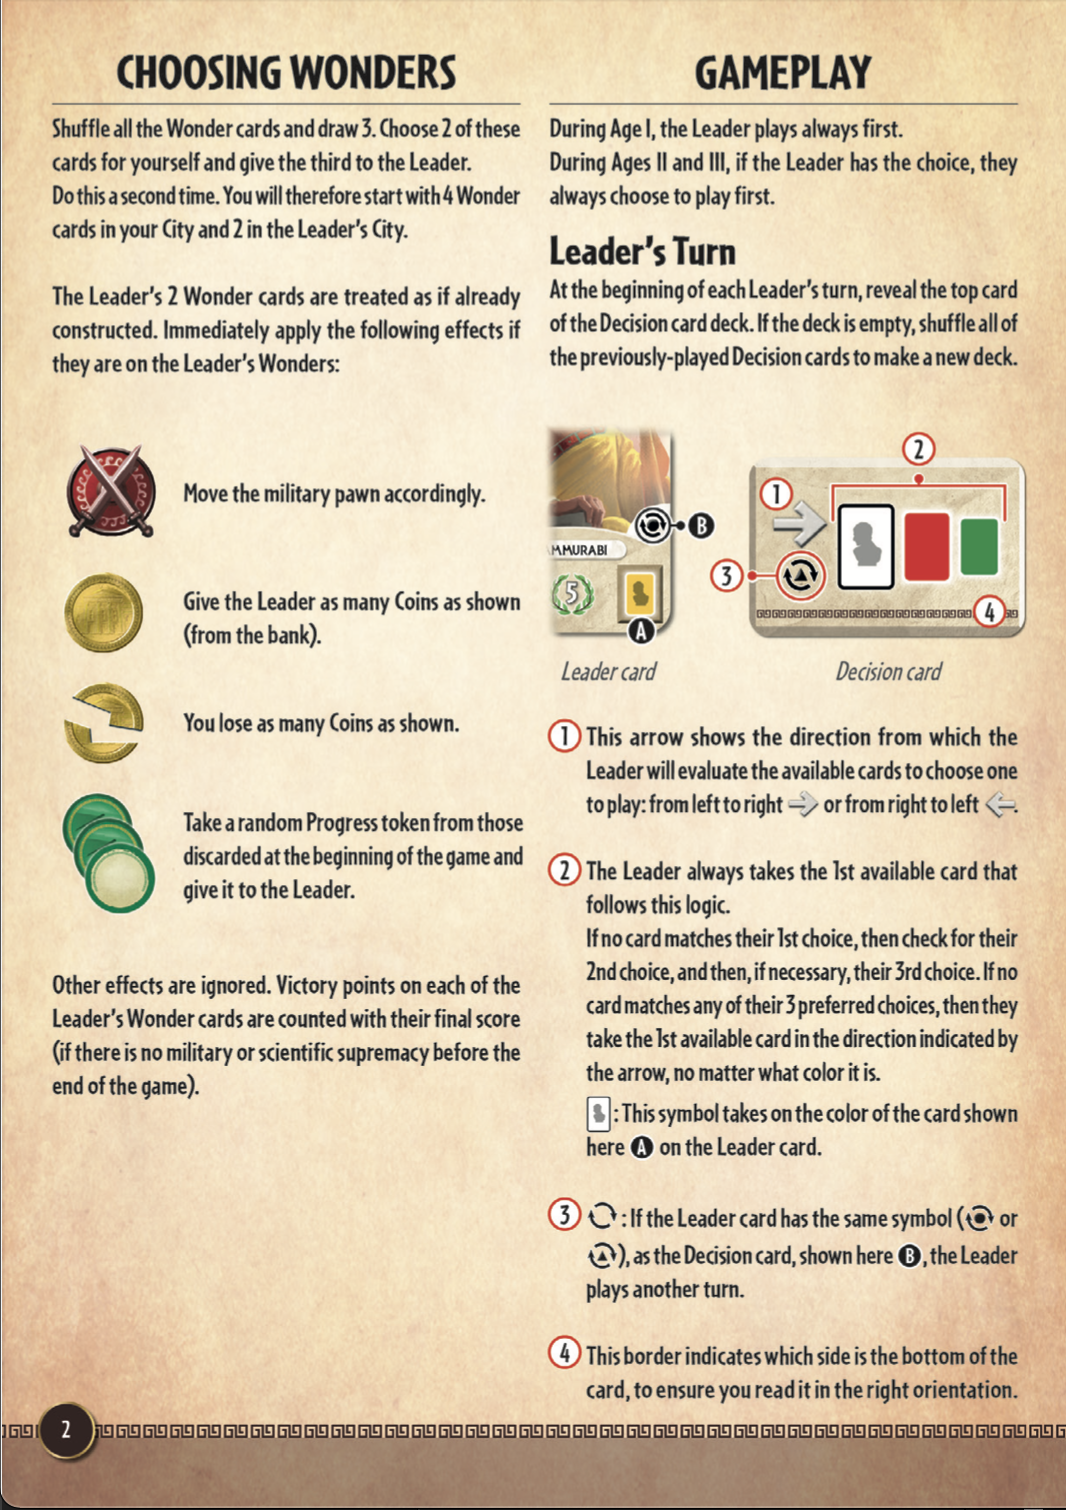 CHOOSING WONDERS
Shuffle all the Wonder cards and draw 3. Choose 2 of these
cards for yourself and give the third to the Leader.
Do this a second time. You will therefore start with 4 Wonder
cards in your City and 2 in the Leader's City.
The Leader's 2 Wonder cards are treated as if already
constructed. Immediately apply the following effects if
they are on the Leader's Wonders:
Move the military pawn accordingly.
Give the Leader as many Coins as shown
(from the bank).
You lose as many Coins as shown.
Take a random Progress token from those
discarded at the beginning of the game and
give it to the Leader.
Other effects are ignored. Victory points on each of the
Leader's Wonder cards are counted with their final score
(if there is no military or scientific supremacy before the
end of the game).
GAMEPLAY
During Age I, the Leader plays always first.
During Ages II and III, if the Leader has the choice, they
always choose to play first.
Leader's Turn
At the beginning of each Leader's turn, reveal the top card
of the Decision card deck. If the deck is empty, shuffle all of
the previously-played Decision cards to make a new deck.
B
MMURABI
5
A
Leader card
2
1
3
4
Decision card
1 This arrow shows the direction from which the
Leader will evaluate the available cards to choose one
to play: from left to right or from right to left .
2 The Leader always takes the 1st available card that
follows this logic.
If no card matches their 1st choice, then check for their
2nd choice, and then, if necessary, their 3rd choice. If no
card matches any of their 3 preferred choices, then they
take the 1st available card in the direction indicated by
the arrow, no matter what color it is.
: This symbol takes on the color of the card shown
here A on the Leader card.
3 : If the Leader card has the same symbol ( or
), as the Decision card, shown here B, the Leader
plays another turn.
4 This border indicates which side is the bottom of the
card, to ensure you read it in the right orientation.
2